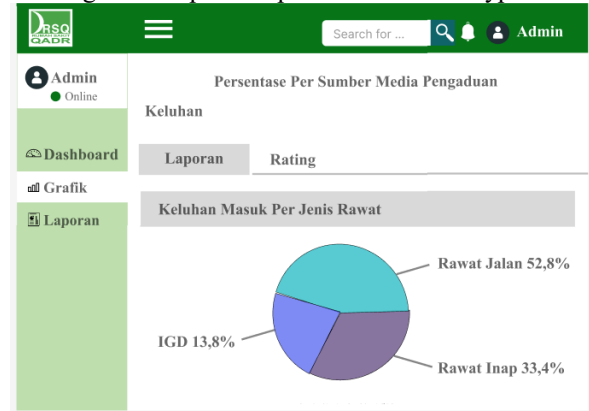 RSQ
QADR
Search for ...
Admin
Admin
Online
Persentase Per Sumber Media Pengaduan
Keluhan
Dashboard
Grafik
Laporan
Laporan
Rating
Keluhan Masuk Per Jenis Rawat
Rawat Jalan 52,8%
IGD 13,8%
Rawat Inap 33,4%